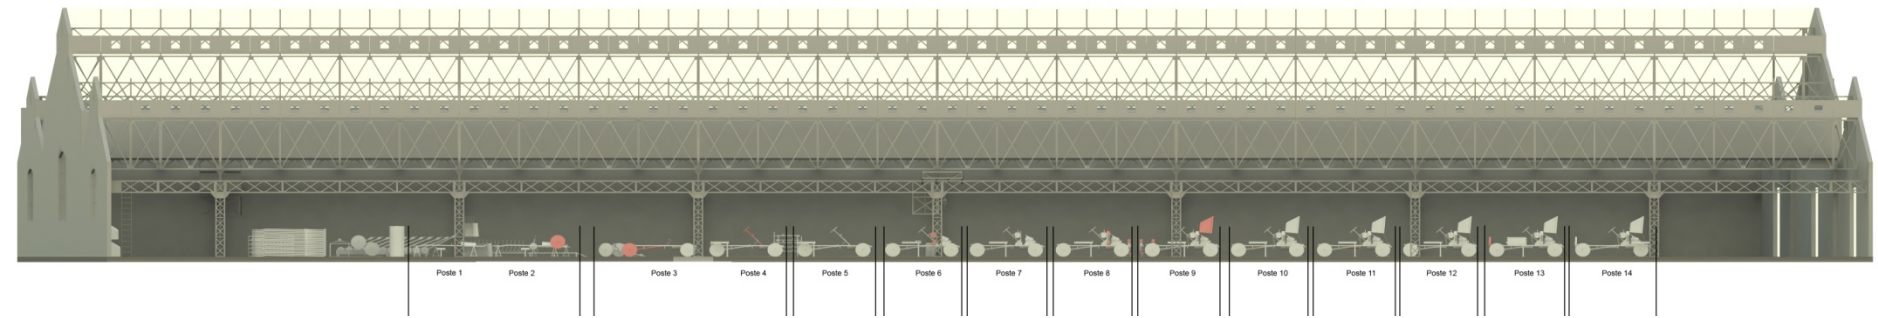 Poste 1
Poste 2
Poste 3
Poste 4
Poste 5
Poste 6
Poste 7
Poste 8
Poste 9
Poste 10
Poste 11
Poste 12
Poste 13
Poste 14